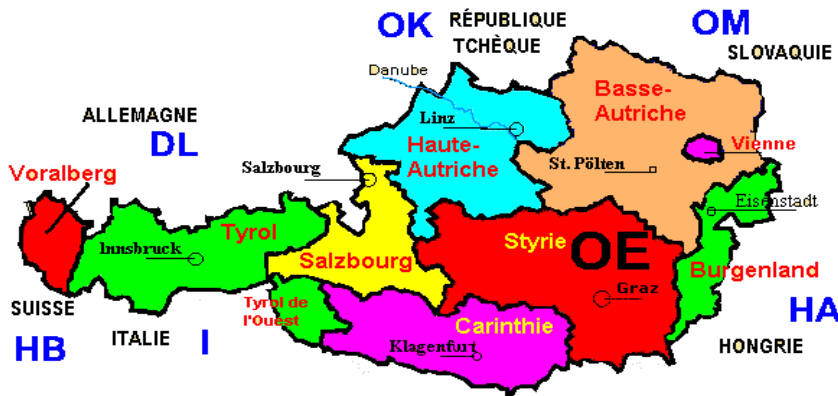 OK
RÉPUBLIQUE
TCHÈQUE
OM
SLOVAQUIE
Danube
Basse-
Autriche
ALLEMAGNE
DL
Linz
Haute-
Autriche
Vienne
Salzbourg
St. Pölten
Voralberg
Eisenstadt
Tyrol
Innsbruck
Salzbourg
Styrie
OE
Burgenland
Graz
SUISSE
HB
ITALIE
I
Tyrol de
l'Ouest
Carinthie
Klagenfurt
HA
HONGRIE